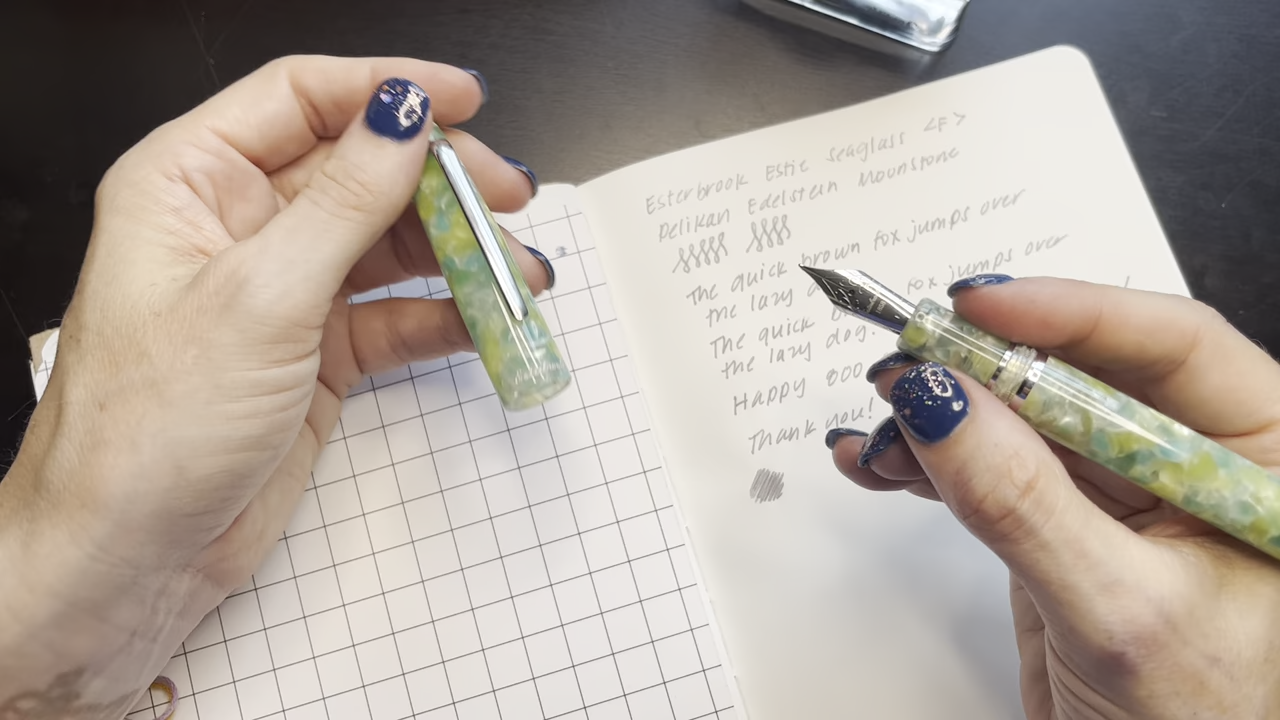 Esterbrook Estie Seaglass <F>
Pelikan Edelstein Moonstone
The quick brown fox jumps over
the lazy fox jumps over
The quick
the lazy dog.
Happy
Thank you!